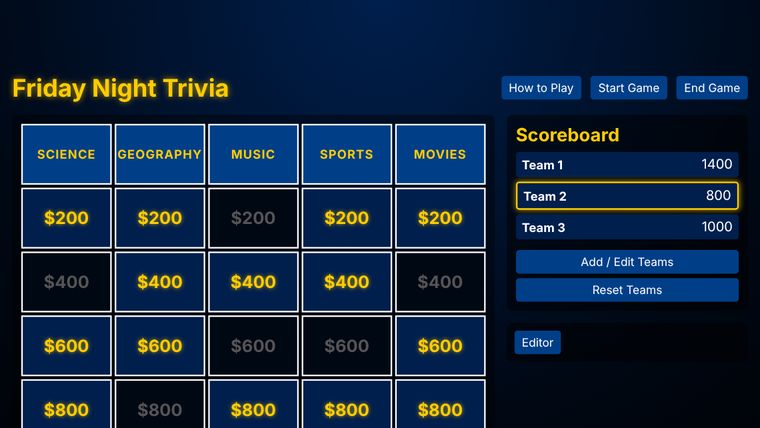 Friday Night Trivia
How to Play Start Game End Game
SCIENCE GEOGRAPHY MUSIC SPORTS MOVIES
$200 $200 $200 $200 $200
$400 $400 $400 $400 $400
$600 $600 $600 $600 $600
$800 $800 $800 $800 $800
Scoreboard
Team 1 1400
Team 2 800
Team 3 1000
Add / Edit Teams
Reset Teams
Editor